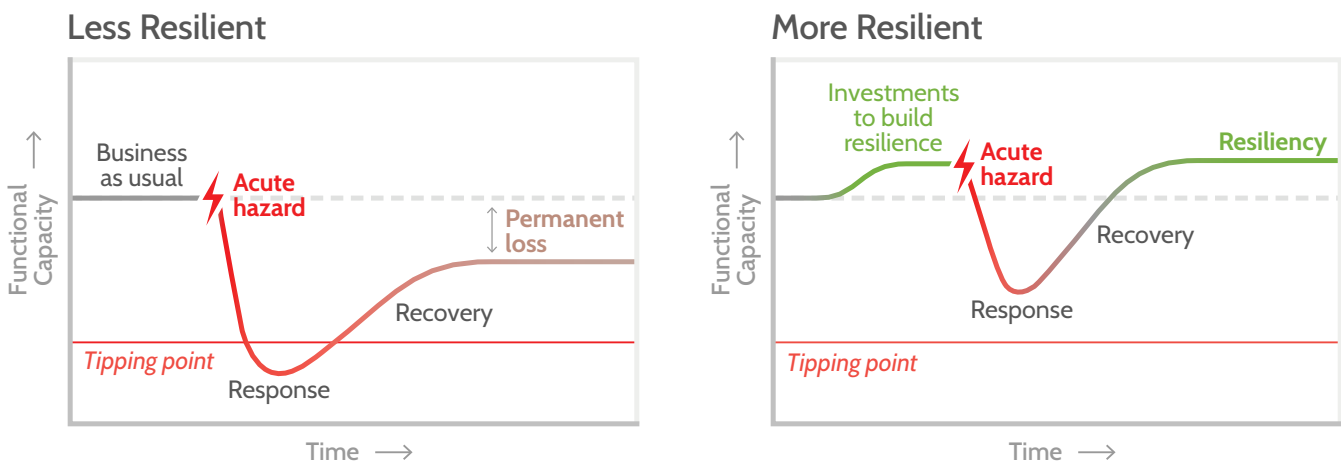 Less Resilient
Functional
Capacity
Business
as usual
Acute
hazard
Permanent
loss
Recovery
Tipping point
Response
Time
More Resilient
Functional
Capacity
Investments
to build
resilience
Acute
hazard
Resiliency
Recovery
Response
Tipping point
Time